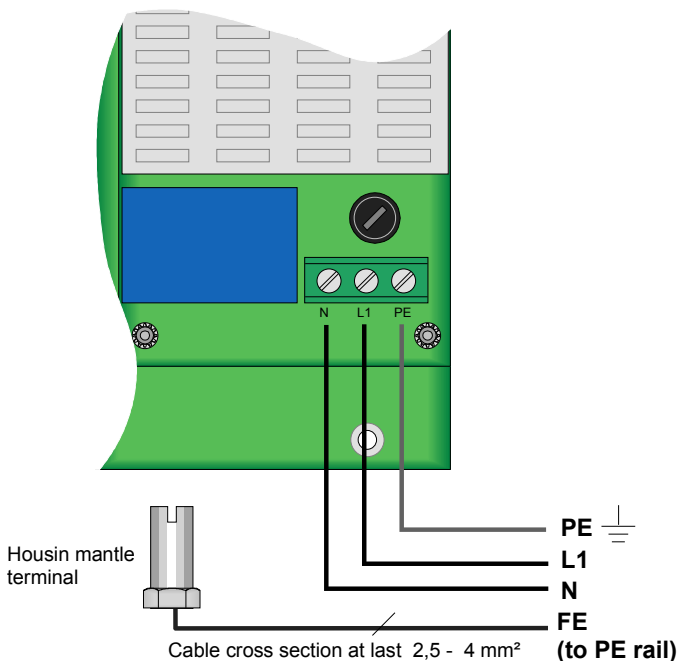 N L1 PE
PE
L1
N
Housin mantle
terminal
FE
Cable cross section at last 2,5 - 4 mm²
(to PE rail)